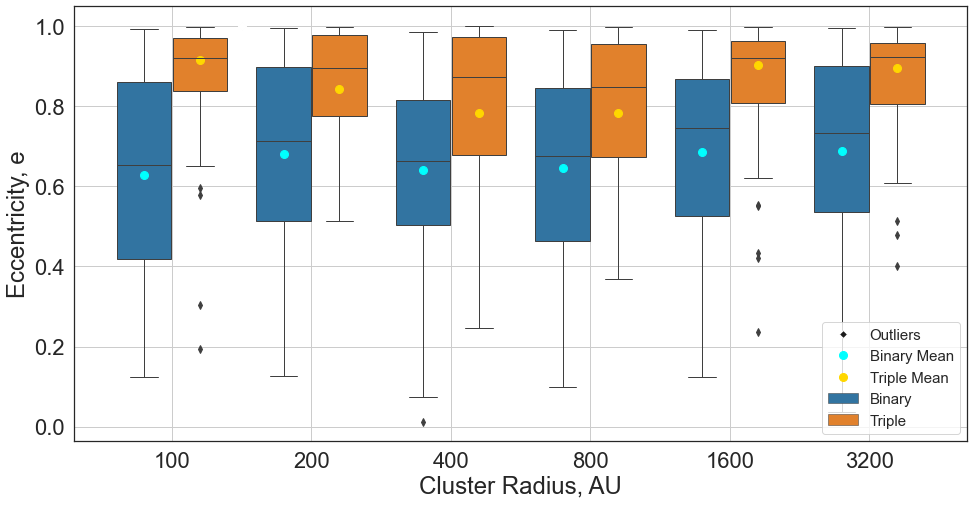 1.0
0.8
0.6
0.4
0.2
0.0
Eccentricity, e
100 200 400 800 1600 3200
Cluster Radius, AU
Outliers
Binary Mean
Triple Mean
Binary
Triple